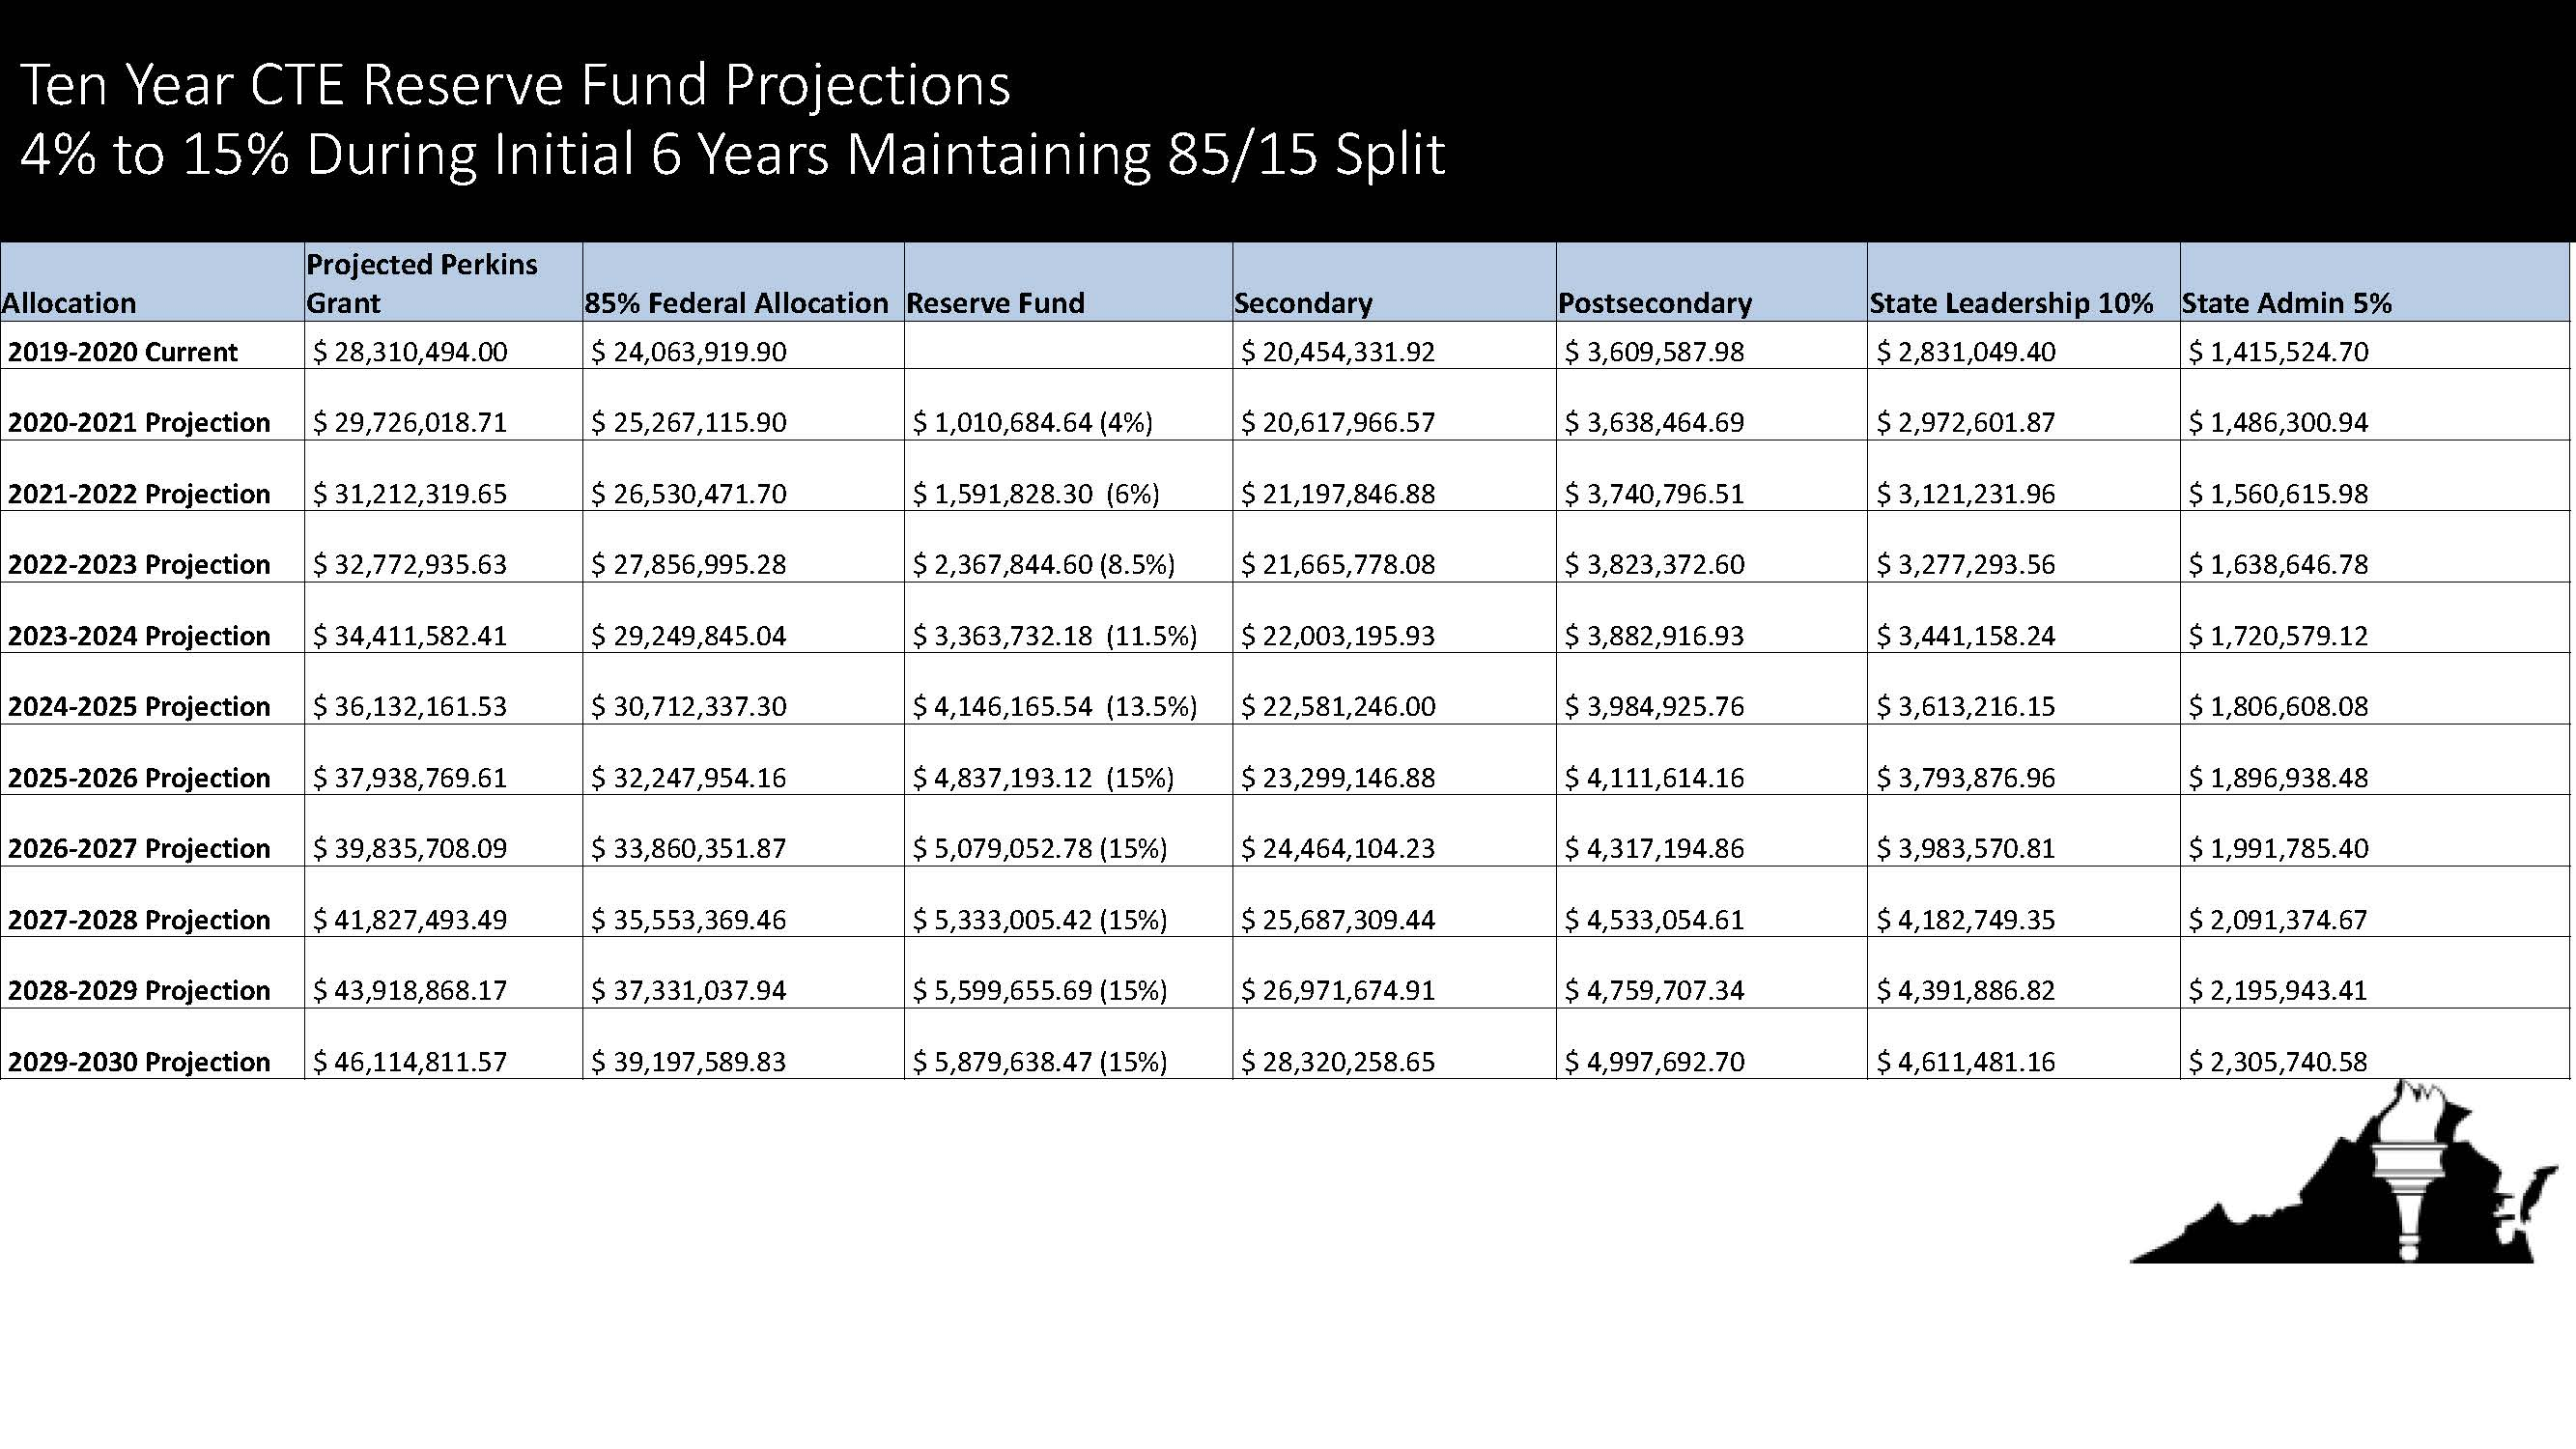 Ten Year CTE Reserve Fund Projections
4% to 15% During Initial 6 Years Maintaining 85/15 Split
Allocation Projected Perkins Grant 85% Federal Allocation Reserve Fund Secondary Postsecondary State Leadership 10% State Admin 5%
2019-2020 Current $ 28,310,494.00 $ 24,063,919.90 $ 20,454,331.92 $ 3,609,587.98 $ 2,831,049.40 $ 1,415,524.70
2020-2021 Projection $ 29,726,018.71 $ 25,267,115.90 $ 1,010,684.64 (4%) $ 20,617,966.57 $ 3,638,464.69 $ 2,972,601.87 $ 1,486,300.94
2021-2022 Projection $ 31,212,319.65 $ 26,530,471.70 $ 1,591,828.30 (6%) $ 21,197,846.88 $ 3,740,796.51 $ 3,121,231.96 $ 1,560,615.98
2022-2023 Projection $ 32,772,935.63 $ 27,856,995.28 $ 2,367,844.60 (8.5%) $ 21,665,778.08 $ 3,823,372.60 $ 3,277,293.56 $ 1,638,646.78
2023-2024 Projection $ 34,411,582.41 $ 29,249,845.04 $ 3,363,732.18 (11.5%) $ 22,003,195.93 $ 3,882,916.93 $ 3,441,158.24 $ 1,720,579.12
2024-2025 Projection $ 36,132,161.53 $ 30,712,337.30 $ 4,146,165.54 (13.5%) $ 22,581,246.00 $ 3,984,925.76 $ 3,613,216.15 $ 1,806,608.08
2025-2026 Projection $ 37,938,769.61 $ 32,247,954.16 $ 4,837,193.12 (15%) $ 23,299,146.88 $ 4,111,614.16 $ 3,793,876.96 $ 1,896,938.48
2026-2027 Projection $ 39,835,708.09 $ 33,860,351.87 $ 5,079,052.78 (15%) $ 24,464,104.23 $ 4,317,194.86 $ 3,983,570.81 $ 1,991,785.40
2027-2028 Projection $ 41,827,493.49 $ 35,553,369.46 $ 5,333,005.42 (15%) $ 25,687,309.44 $ 4,533,054.61 $ 4,182,749.35 $ 2,091,374.67
2028-2029 Projection $ 43,918,868.17 $ 37,331,037.94 $ 5,599,655.69 (15%) $ 26,971,674.91 $ 4,759,707.34 $ 4,391,886.82 $ 2,195,943.41
2029-2030 Projection $ 46,114,811.57 $ 39,197,589.83 $ 5,879,638.47 (15%) $ 28,320,258.65 $ 4,997,692.70 $ 4,611,481.16 $ 2,305,740.58